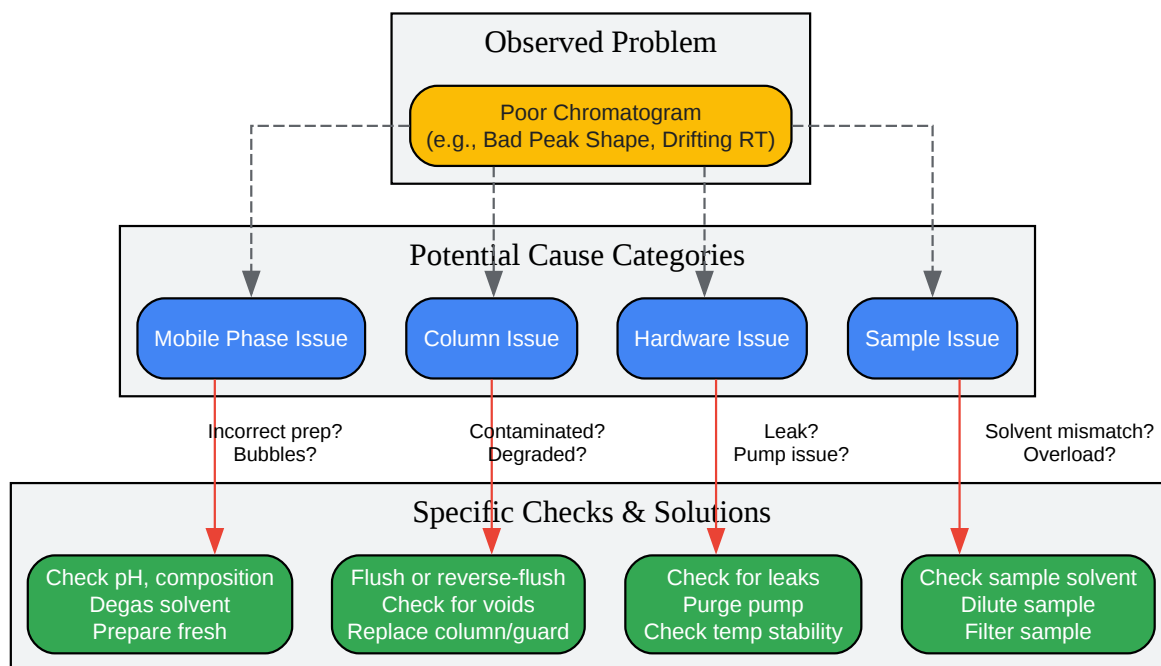 Observed Problem
Poor Chromatogram
(e.g., Bad Peak Shape, Drifting RT)
Potential Cause Categories
Mobile Phase Issue
Column Issue
Hardware Issue
Sample Issue
Incorrect prep?
Bubbles?
Contaminated?
Degraded?
Leak?
Pump issue?
Solvent mismatch?
Overload?
Specific Checks & Solutions
Check pH, composition
Degas solvent
Prepare fresh
Flush or reverse-flush
Check for voids
Replace column/guard
Check for leaks
Purge pump
Check temp stability
Check sample solvent
Dilute sample
Filter sample